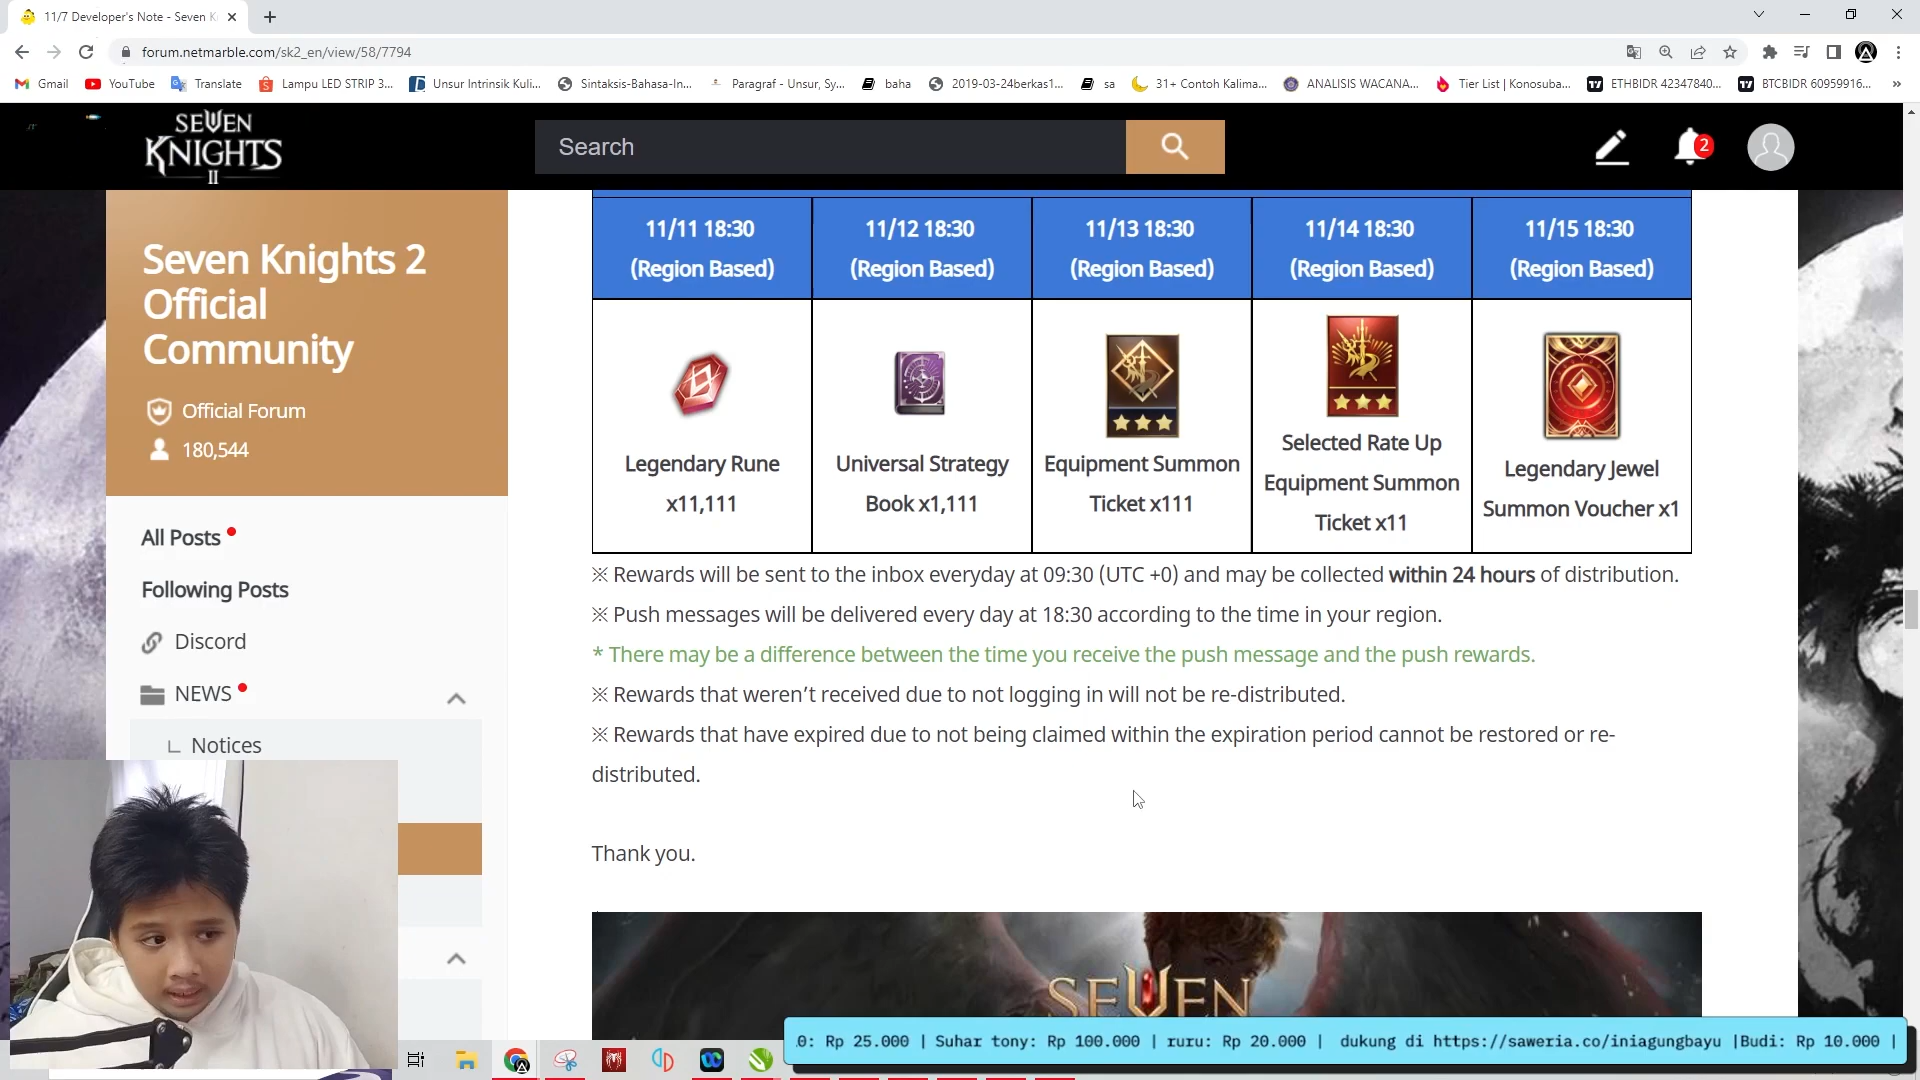 11/7 Developer's Note - Seven K
forum.netmarble.com/sk2_en/view/58/7794
Gmail
YouTube
Translate
Lampu LED STRIP 3...
Unsur Intrinsik Kuli...
Sintaksis-Bahasa-In...
Paragraf - Unsur, Sy...
baha
2019-03-24berkas1...
sa
31+ Contoh Kalima...
ANALISIS WACANA...
Tier List | Konosuba...
ETHBIDR 42347840...
BTCBIDR 60959916...
»
SEVEN
KNIGHTS
II
Search
2
Seven Knights 2
Official
Community
Official Forum
180,544
All Posts
Following Posts
Discord
NEWS
Notices
11/11 18:30
(Region Based)
11/12 18:30
(Region Based)
11/13 18:30
(Region Based)
11/14 18:30
(Region Based)
11/15 18:30
(Region Based)
Legendary Rune
x11,111
Universal Strategy
Book x1,111
Equipment Summon
Ticket x111
Selected Rate Up
Equipment Summon
Ticket x11
Legendary Jewel
Summon Voucher x1
※ Rewards will be sent to the inbox everyday at 09:30 (UTC +0) and may be collected within 24 hours of distribution.
※ Push messages will be delivered every day at 18:30 according to the time in your region.
* There may be a difference between the time you receive the push message and the push rewards.
※ Rewards that weren’t received due to not logging in will not be re-distributed.
※ Rewards that have expired due to not being claimed within the expiration period cannot be restored or re-
distributed.
Thank you.
SEVEN
0: Rp 25.000 | Suhar tony: Rp 100.000 | ruru: Rp 20.000 | dukung di https://saweria.co/iniagungbayu |Budi: Rp 10.000 |